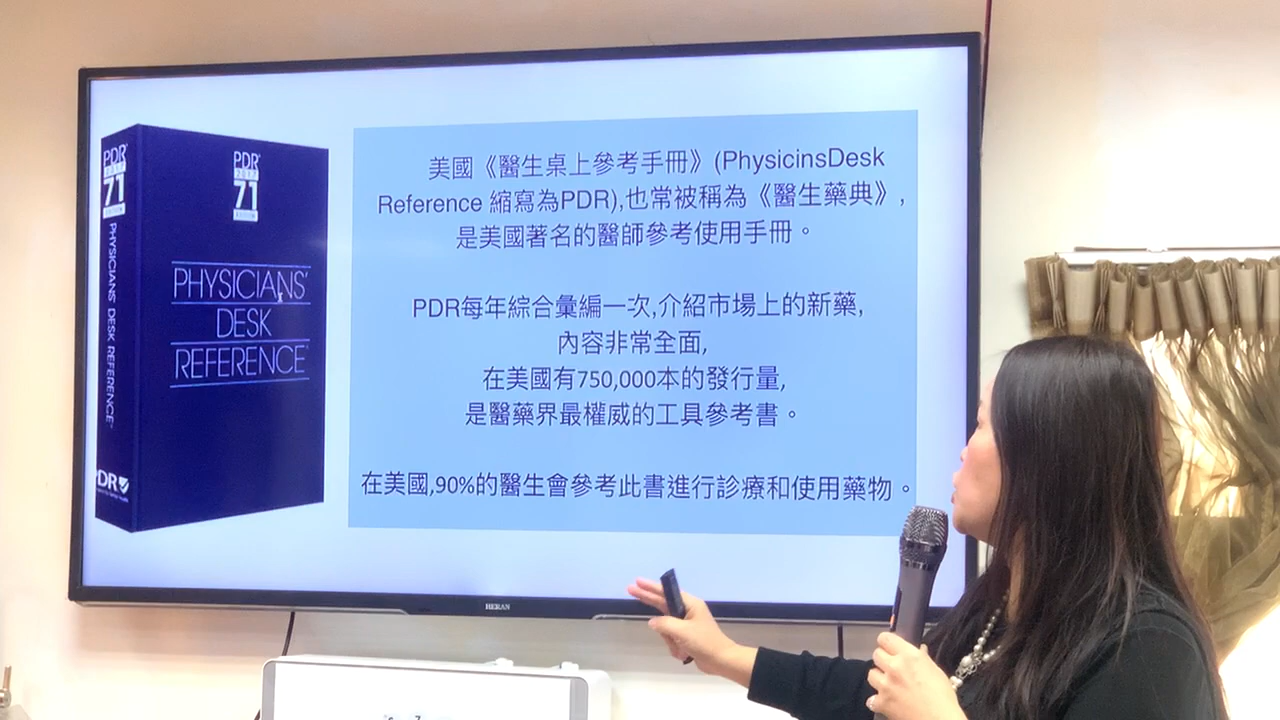 PDR
2017
71
EDITION
PHYSICIANS DESK REFERENCE
PDR
PDR
2017
71
EDITION
PHYSICIANS'
DESK
REFERENCE
美國《醫生桌上參考手冊》(PhysicinsDesk
Reference 縮寫為PDR),也常被稱為《醫生藥典》,
是美國著名的醫師參考使用手冊。
PDR每年綜合彙編一次,介紹市場上的新藥,
內容非常全面,
在美國有750,000本的發行量,
是醫藥界最權威的工具參考書。
在美國,90%的醫生會參考此書進行診療和使用藥物。
HERAN